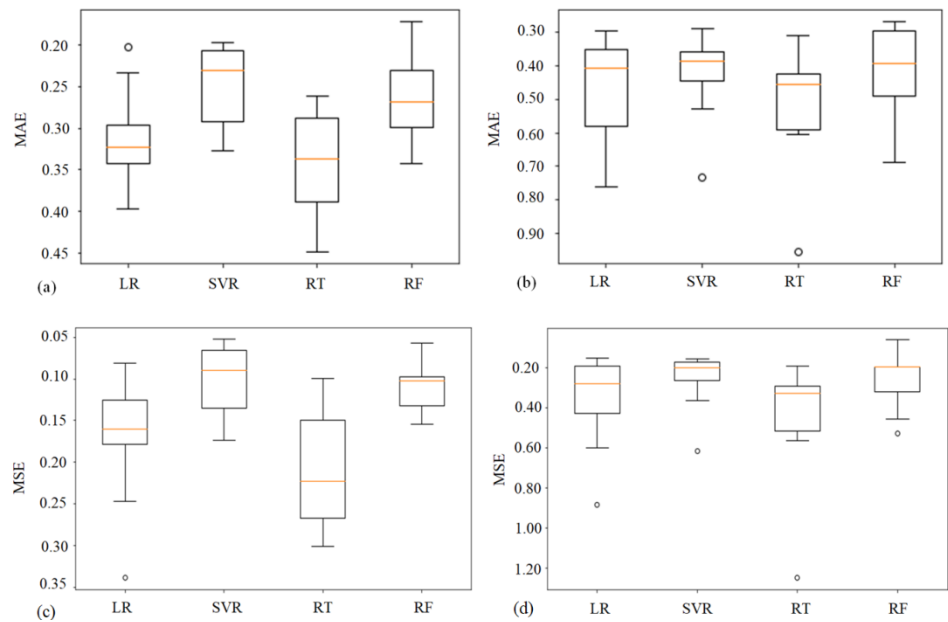 0.20
0.25
0.30
0.35
0.40
0.45
MAE
(a)
LR SVR RT RF
0.30
0.40
0.50
0.60
0.70
0.80
0.90
MAE
(b)
LR SVR RT RF
0.05
0.10
0.15
0.20
0.25
0.30
0.35
MSE
(c)
LR SVR RT RF
0.20
0.40
0.60
0.80
1.00
1.20
MSE
(d)
LR SVR RT RF